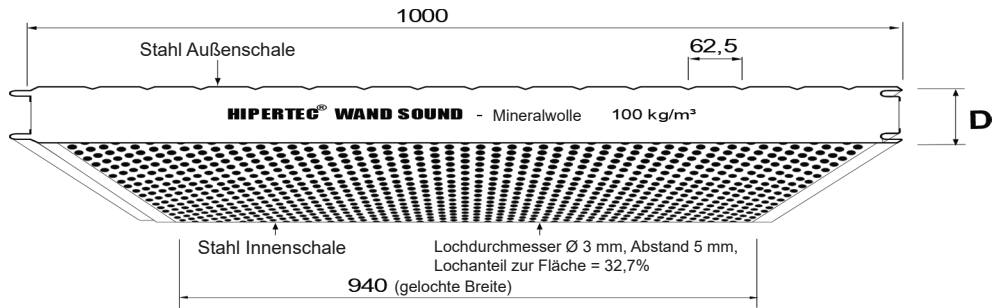 1000
Stahl Außenschale
62,5
HIPERTEC® WAND SOUND - Mineralwolle 100 kg/m³
D
Stahl Innenschale
Lochdurchmesser Ø 3 mm, Abstand 5 mm,
Lochanteil zur Fläche = 32,7%
940 (gelochte Breite)